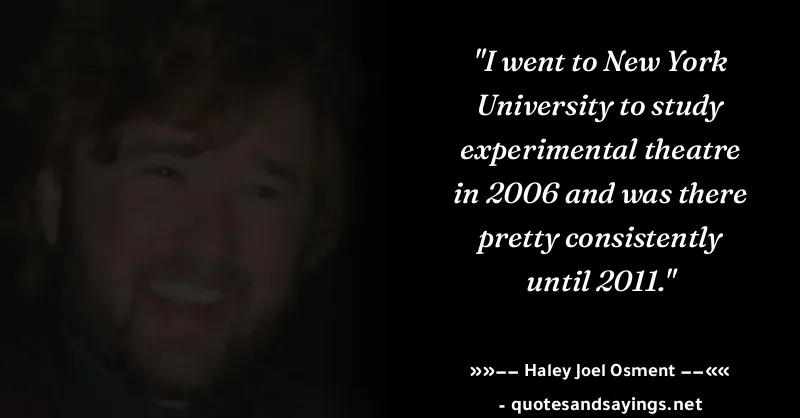 "I went to New York
University to study
experimental theatre
in 2006 and was there
pretty consistently
until 2011."
»»–– Haley Joel Osment ––««
- quotesandsayings.net